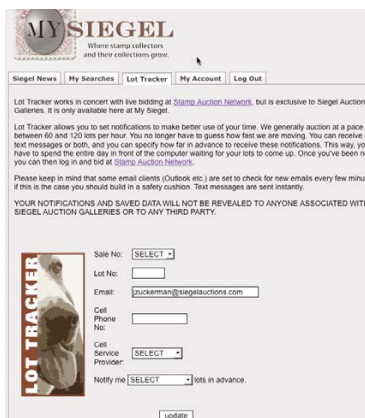 MY SIEGEL
Where stamp collectors
and their collections grow.
Siegel News My Searches Lot Tracker My Account Log Out
Lot Tracker works in concert with live bidding at Stamp Auction Network, but is exclusive to Siegel Auction
Galleries. It is only available here at My Siegel.
Lot Tracker allows you to set notifications to make better use of your time. We generally auction at a pace
between 60 and 120 lots per hour. You no longer have to guess how fast we are moving. You can receive
text messages or both, and you can specify how far in advance to receive these notifications. This way, yo
have to spend the entire day in front of the computer waiting for your lots to come up. Once you've been n
you can then log in and bid at Stamp Auction Network.
Please keep in mind that some email clients (Outlook etc.) are set to check for new emails every few minu
if this is the case you should build in a safety cushion. Text messages are sent instantly.
YOUR NOTIFICATIONS AND SAVED DATA WILL NOT BE REVEALED TO ANYONE ASSOCIATED WIT
SIEGEL AUCTION GALLERIES OR TO ANY THIRD PARTY.
LOT TRACKER
Sale No: SELECT
Lot No:
Email: jzuckerman@siegelauctions.com
Cell
Phone
No:
Cell
Service
Provider: SELECT
Notify me SELECT lots in advance.
update